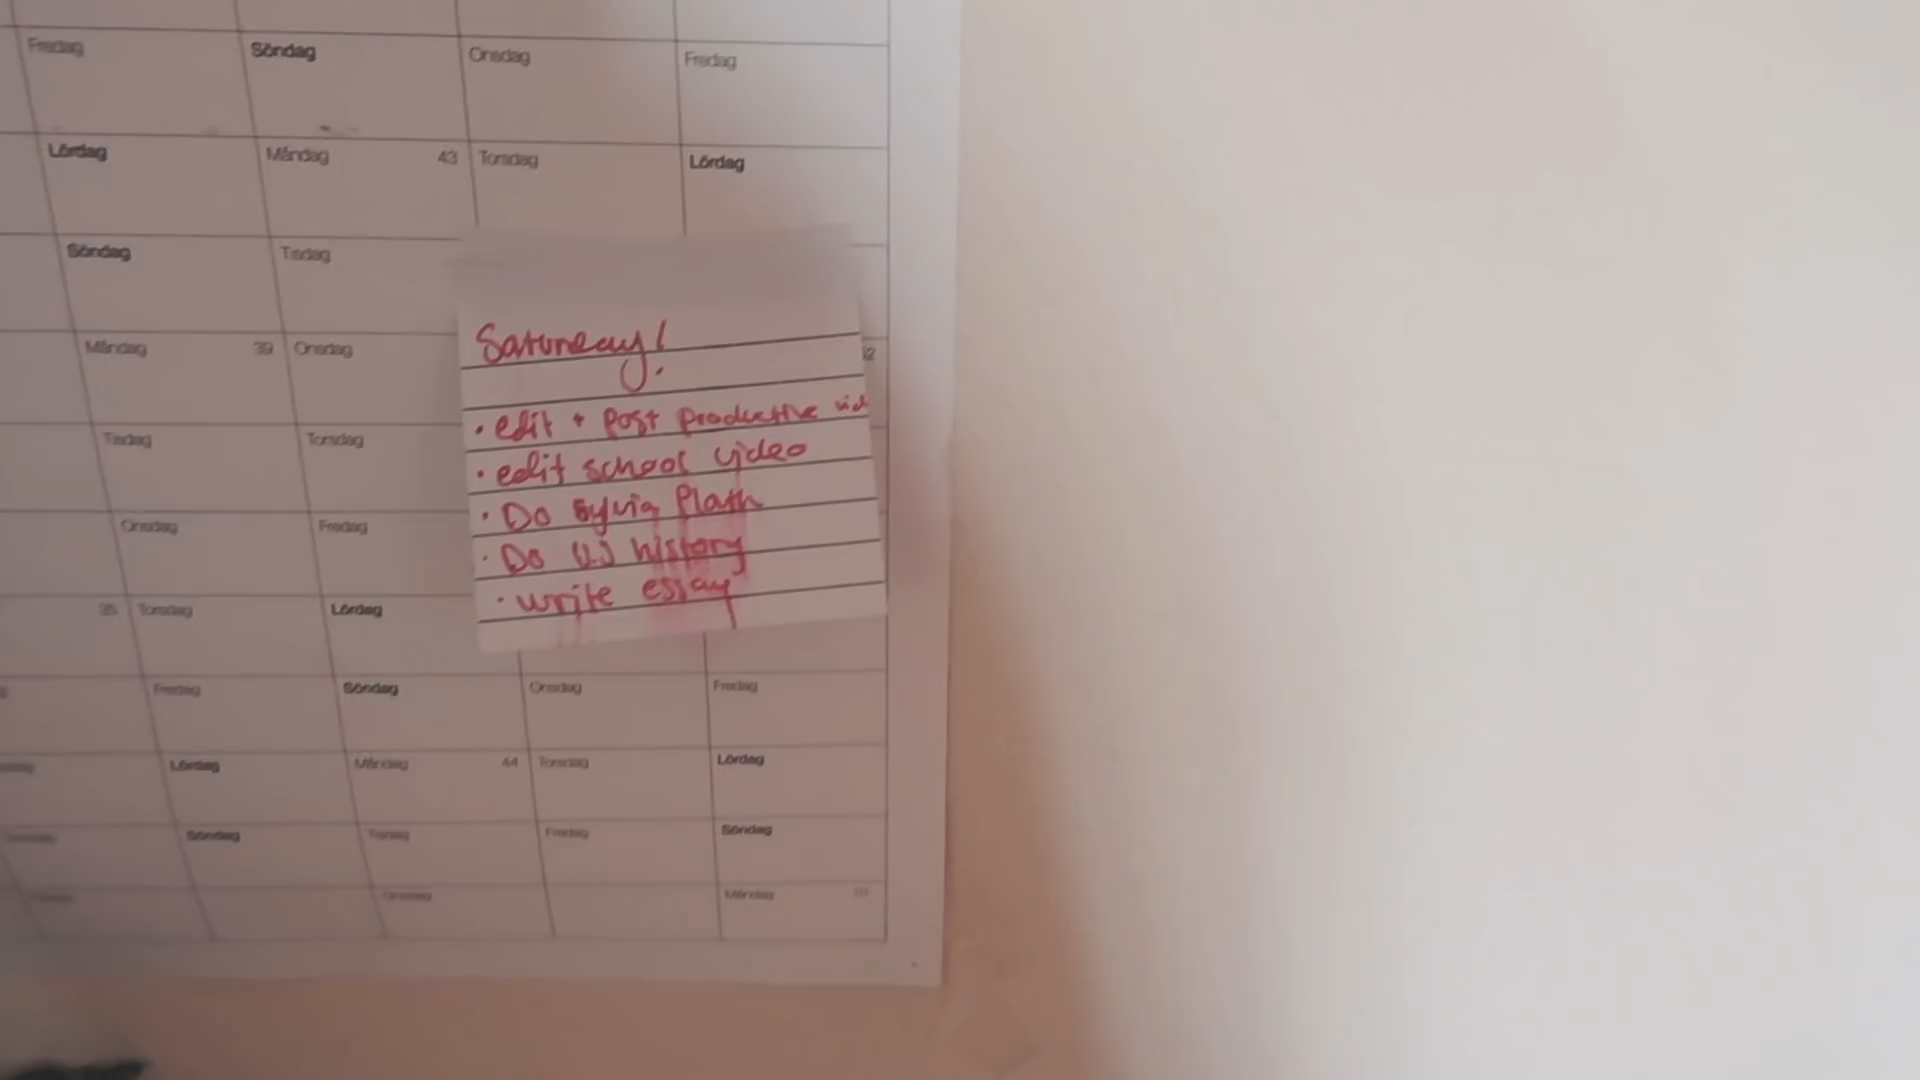 Fredag Söndag Onsdag Fredag
Lördag Måndag 43 Torsdag Lördag
Söndag Tisdag
Måndag 39 Onsdag
Tisdag Torsdag
Onsdag Fredag
35 Torsdag Lördag
Saturday!
• edit + post productive vid
• edit school video
• Do Sylvia Plath
• Do U.S history
• write essay
Fredag Söndag Onsdag Fredag
Lördag Måndag 44 Torsdag Lördag
Söndag Tisdag Fredag Söndag
Onsdag Måndag